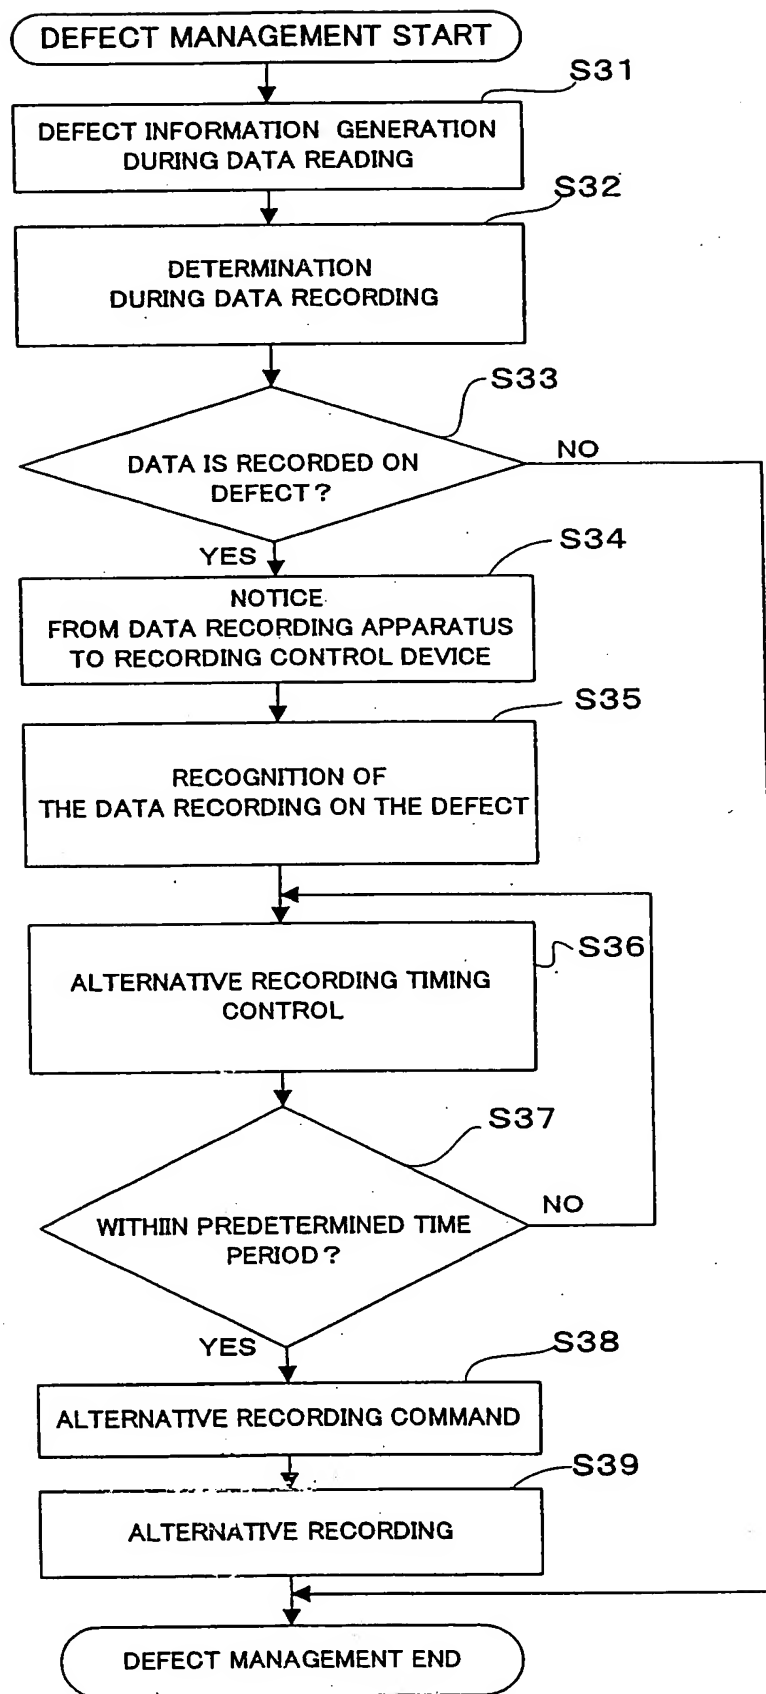 DEFECT MANAGEMENT START
S31
DEFECT INFORMATION GENERATION
DURING DATA READING
S32
DETERMINATION
DURING DATA RECORDING
S33
DATA IS RECORDED ON
DEFECT?
NO
YES
S34
NOTICE
FROM DATA RECORDING APPARATUS
TO RECORDING CONTROL DEVICE
S35
RECOGNITION OF
THE DATA RECORDING ON THE DEFECT
S36
ALTERNATIVE RECORDING TIMING
CONTROL
S37
WITHIIN PREDETERMINED TIME
PERIOD?
NO
YES
S38
ALTERNATIVE RECORDING COMMAND
S39
ALTERNATIVE RECORDING
DEFECT MANAGEMENT END